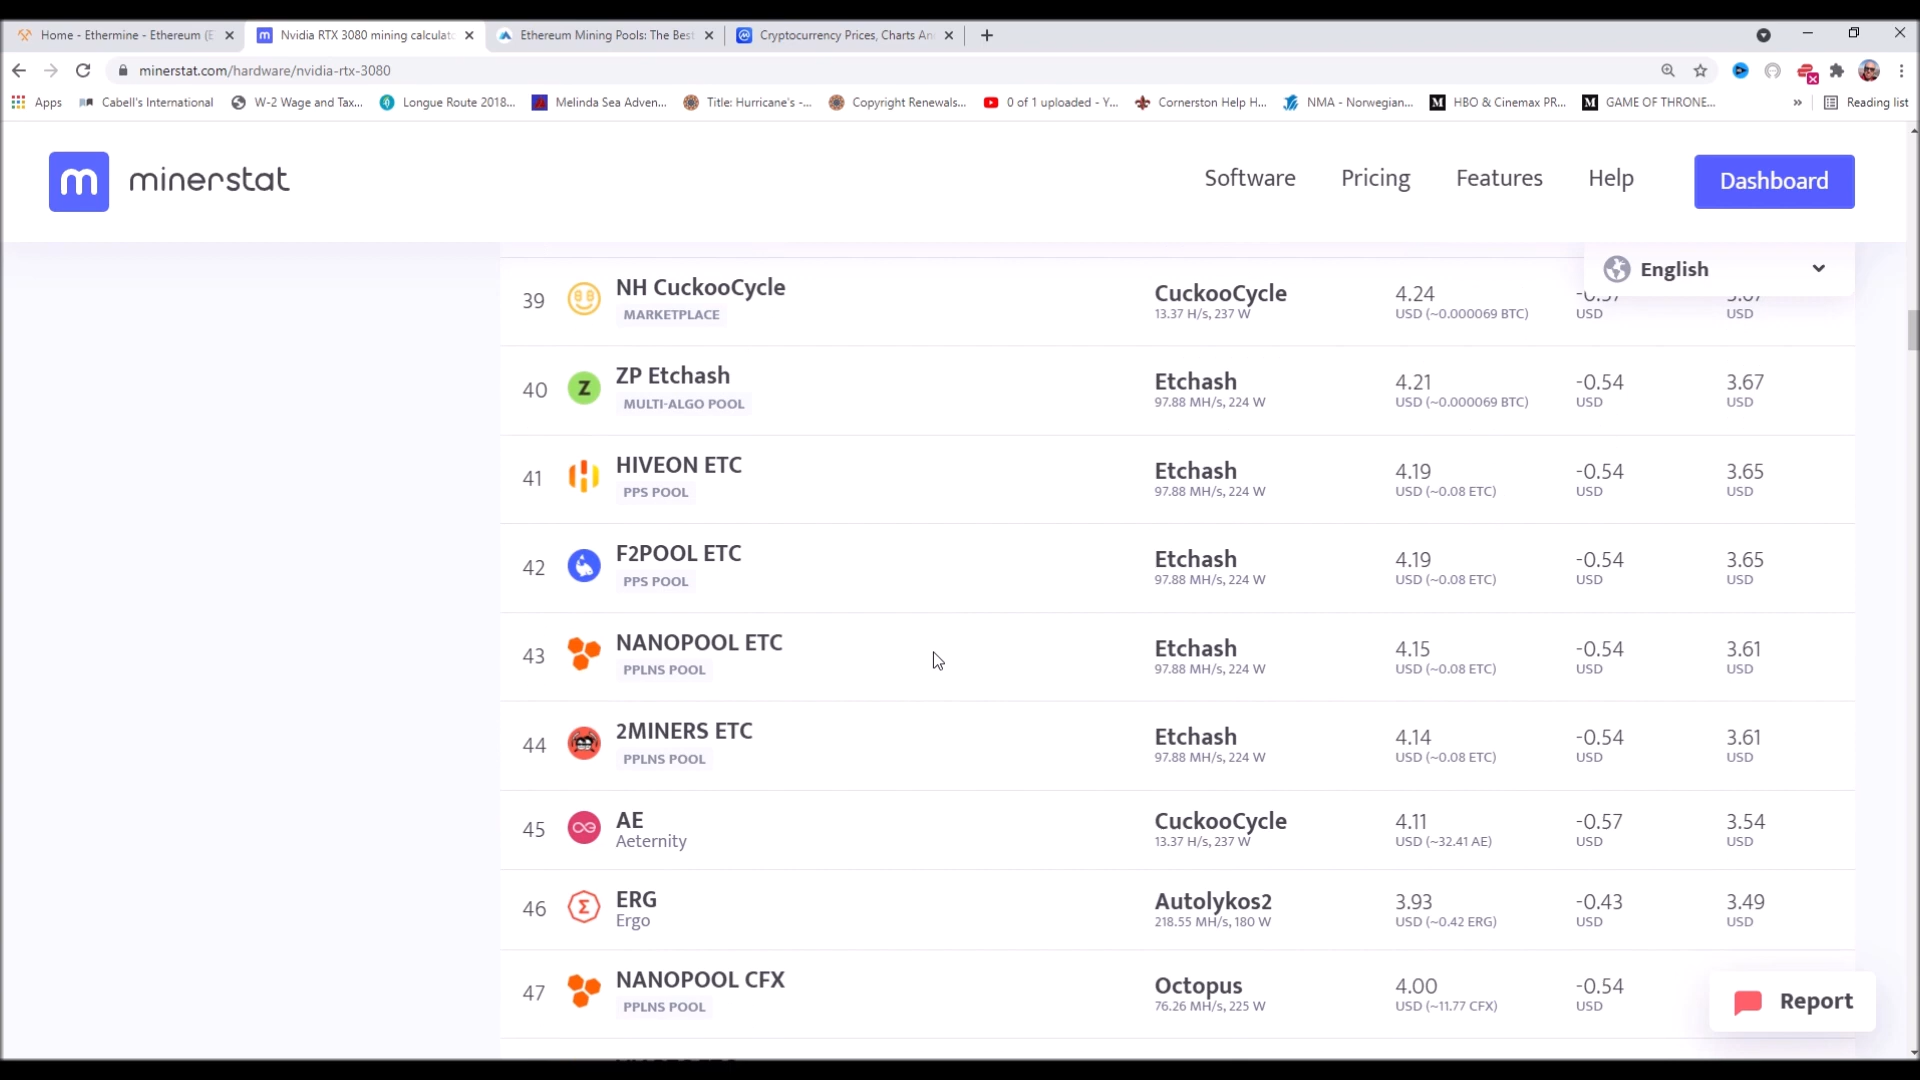 Home - Ethermine - Ethereum (E
Nvidia RTX 3080 mining calculato
Ethereum Mining Pools: The Best
Cryptocurrency Prices, Charts An
minerstat.com/hardware/nvidia-rtx-3080
Apps
Cabell's International
W-2 Wage and Tax...
Longue Route 2018...
Melinda Sea Adven...
Title: Hurricane's -...
Copyright Renewals...
0 of 1 uploaded - Y...
Cornerston Help H...
NMA - Norwegian...
HBO & Cinemax PR...
GAME OF THRONE...
»
Reading list
m minerstat
Software
Pricing
Features
Help
Dashboard
English
39
NH CuckooCycle
MARKETPLACE
CuckooCycle
13.37 H/s, 237 W
4.24
USD (~0.000069 BTC)
USD
USD
40
Z
ZP Etchash
MULTI-ALGO POOL
Etchash
97.88 MH/s, 224 W
4.21
USD (~0.000069 BTC)
-0.54
USD
3.67
USD
41
HIVEON ETC
PPS POOL
Etchash
97.88 MH/s, 224 W
4.19
USD (~0.08 ETC)
-0.54
USD
3.65
USD
42
F2POOL ETC
PPS POOL
Etchash
97.88 MH/s, 224 W
4.19
USD (~0.08 ETC)
-0.54
USD
3.65
USD
43
NANOPOOL ETC
PPLNS POOL
Etchash
97.88 MH/s, 224 W
4.15
USD (~0.08 ETC)
-0.54
USD
3.61
USD
44
2MINERS ETC
PPLNS POOL
Etchash
97.88 MH/s, 224 W
4.14
USD (~0.08 ETC)
-0.54
USD
3.61
USD
45
AE
Aeternity
CuckooCycle
13.37 H/s, 237 W
4.11
USD (~32.41 AE)
-0.57
USD
3.54
USD
46
Σ
ERG
Ergo
Autolykos2
218.55 MH/s, 180 W
3.93
USD (~0.42 ERG)
-0.43
USD
3.49
USD
47
NANOPOOL CFX
PPLNS POOL
Octopus
76.26 MH/s, 225 W
4.00
USD (~11.77 CFX)
-0.54
USD
Report